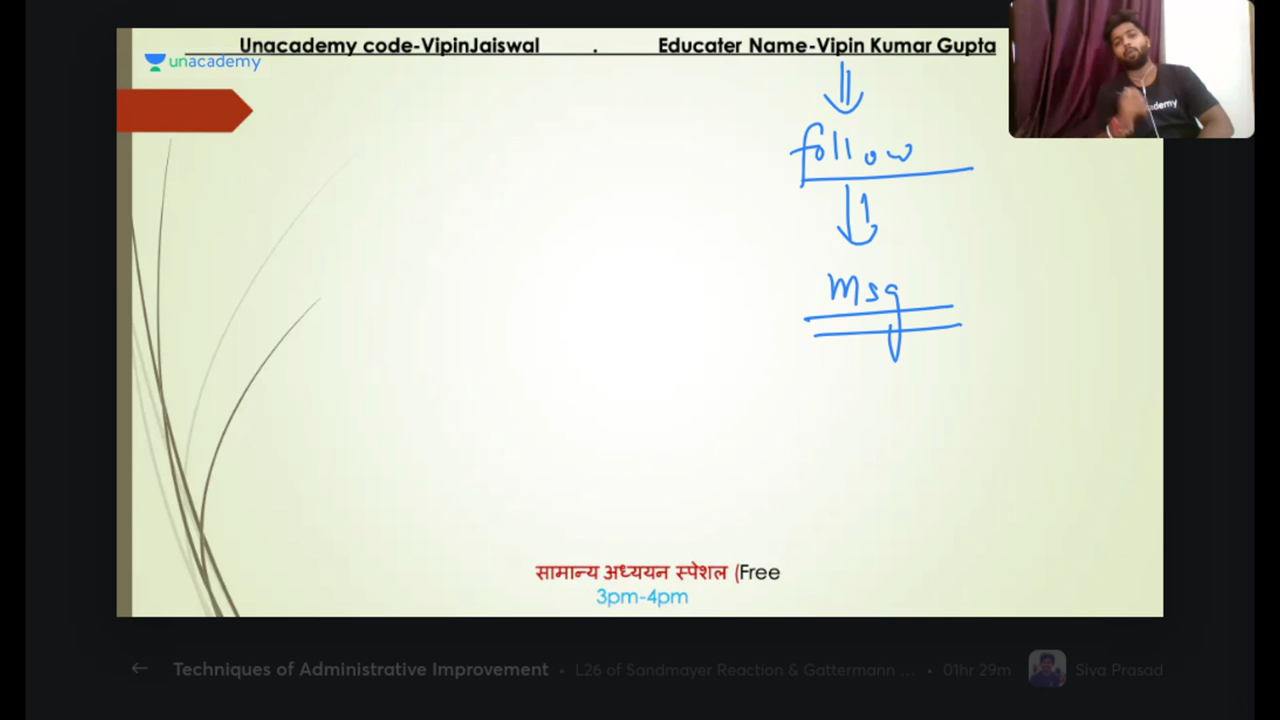 Unacademy code-VipinJaiswal . Educater Name-Vipin Kumar Gupta
unacademy
ademy
follow
Msg
सामान्य अध्ययन स्पेशल (Free
3pm-4pm
← Techniques of Administrative Improvement • L26 of Sandmayer Reaction & Gattermann ... • 01hr 29m Siva Prasad